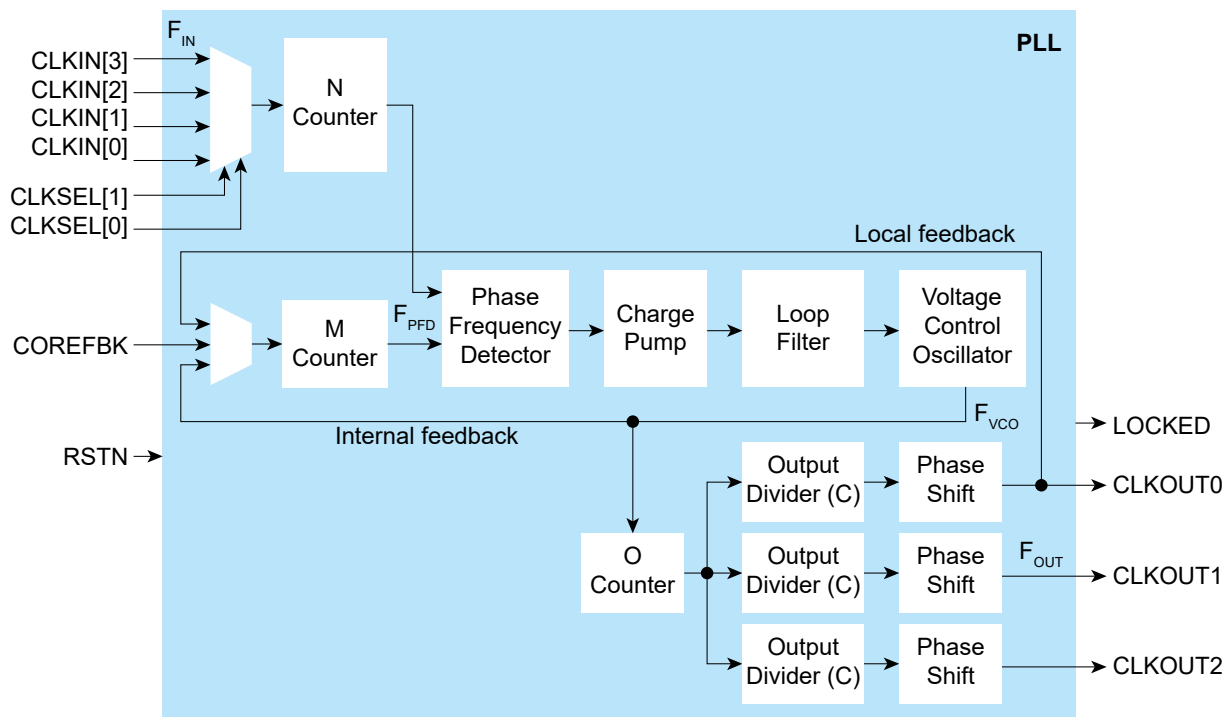 F_IN
PLL
CLKIN[3]
CLKIN[2]
CLKIN[1]
CLKIN[0]
CLKSEL[1]
CLKSEL[0]
N
Counter
Local feedback
COREFBK
M
Counter
F_PFD
Phase
Frequency
Detector
Charge
Pump
Loop
Filter
Voltage
Control
Oscillator
Internal feedback
F_VCO
RSTN
LOCKED
Output
Divider (C)
Phase
Shift
CLKOUT0
O
Counter
Output
Divider (C)
Phase
Shift
F_OUT
CLKOUT1
Output
Divider (C)
Phase
Shift
CLKOUT2